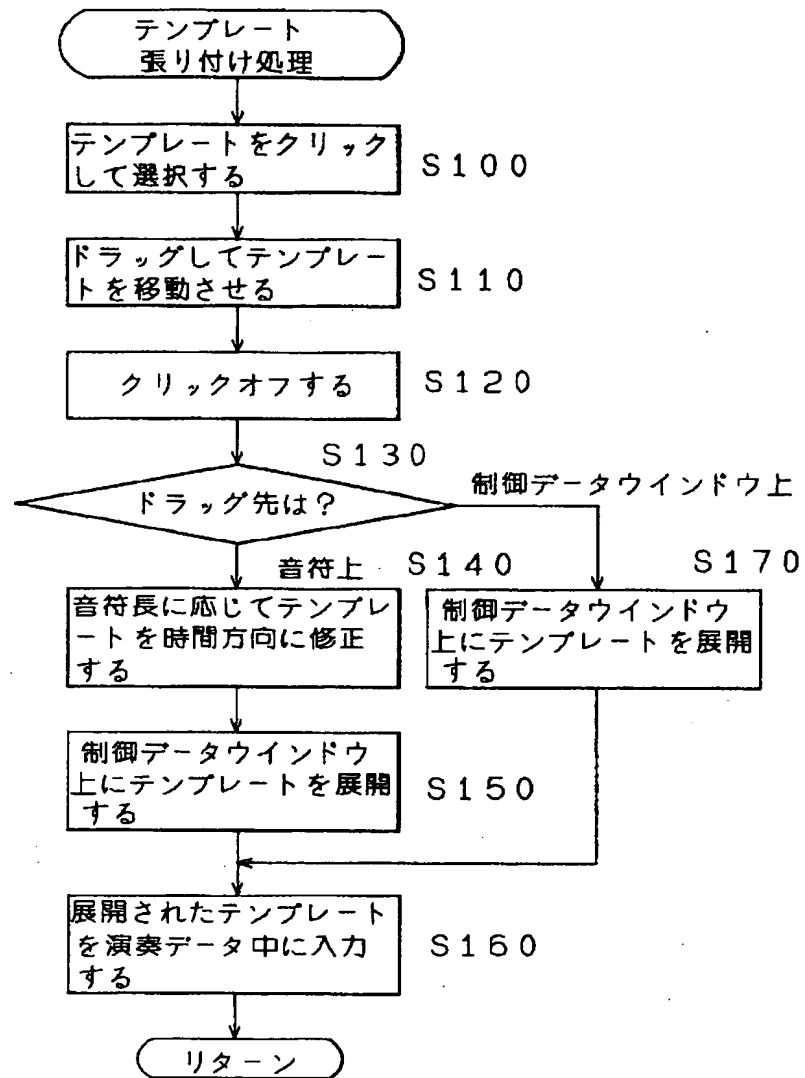 テンプレート
張り付け処理
テンプレートをクリック
して選択する
S100
ドラッグしてテンプレー
トを移動させる
S110
クリックオフする
S120
S130
ドラッグ先は?
制御データウインドウ上
音符上
S140
S170
音符長に応じてテンプレ
ートを時間方向に修正
する
制御データウインドウ
上にテンプレートを展開
する
制御データウインドウ
上にテンプレートを展開
する
S150
展開されたテンプレート
を演奏データ中に入力
する
S160
リターン